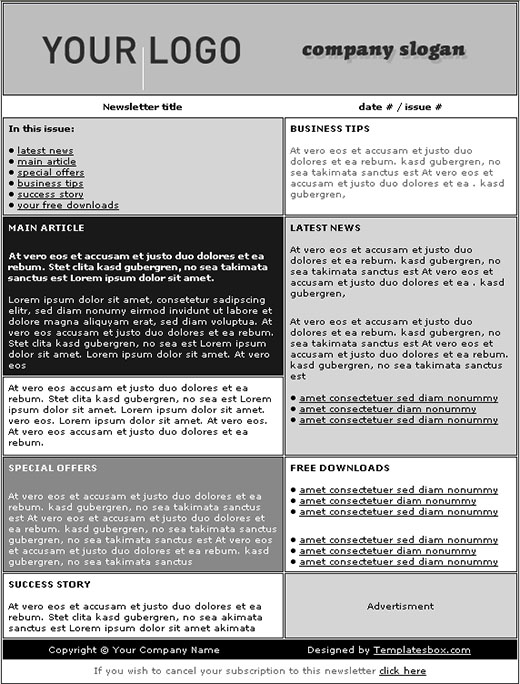 YOUR LOGO
company slogan
Newsletter title
date # / issue #
In this issue:
• latest news
• main article
• special offers
• business tips
• success story
• your free downloads
BUSINESS TIPS
At vero eos et accusam et justo duo
dolores et ea rebum. kasd gubergren, no
sea takimata sanctus est At vero eos et
accusam et justo duo dolores et ea . kasd
gubergren,
MAIN ARTICLE
At vero eos et accusam et justo duo dolores et ea
rebum. Stet clita kasd gubergren, no sea takimata
sanctus est Lorem ipsum dolor sit amet.
Lorem ipsum dolor sit amet, consetetur sadipscing
elitr, sed diam nonumy eirmod invidunt ut labore et
dolore magna aliquyam erat, sed diam voluptua. At
vero eos accusam et justo duo dolores et ea rebum.
Stet clita kasd gubergren, no sea est Lorem ipsum
dolor sit amet. Lorem ipsum dolor sit amet. At vero
eos
At vero eos accusam et justo duo dolores et ea
rebum. Stet clita kasd gubergren, no sea est Lorem
ipsum dolor sit amet. Lorem ipsum dolor sit amet.
vero eos. Lorem ipsum dolor sit amet. At vero eos.
At vero eos accusam et justo duo dolores et ea
rebum.
LATEST NEWS
At vero eos et accusam et justo duo
dolores et ea rebum. kasd gubergren, no
sea takimata sanctus est At vero eos et
accusam et justo duo dolores et ea . kasd
gubergren,
At vero eos et accusam et justo duo
dolores et ea rebum. kasd gubergren, no
sea takimata sanctus est At vero eos et
accusam et justo duo dolores et ea rebum.
kasd gubergren, no sea takimata sanctus
est
• amet consectetuer sed diam nonummy
• amet consectetuer diam nonummy
• amet consectetuer sed diam nonummy
SPECIAL OFFERS
At vero eos et accusam et justo duo dolores et ea
rebum. kasd gubergren, no sea takimata sanctus
est At vero eos et accusam et justo duo dolores et
ea rebum. kasd gubergren, no sea takimata sanctus
gubergren, no sea takimata sanctus est At vero eos
et accusam et justo duo dolores et ea rebum. kasd
gubergren, no sea takimata sanctus
FREE DOWNLOADS
• amet consectetuer sed diam nonummy
• amet consectetuer diam nonummy
• amet consectetuer sed diam nonummy
• amet consectetuer sed diam nonummy
• amet consectetuer diam nonummy
• amet consectetuer sed diam nonummy
SUCCESS STORY
At vero eos et accusam et justo duo dolores et ea
rebum. kasd gubergren, no sea akimata
sanctus est Lorem ipsum dolor sit amet akimata
Advertisment
Copyright © Your Company Name
Designed by Templatesbox.com
If you wish to cancel your subscription to this newsletter click here